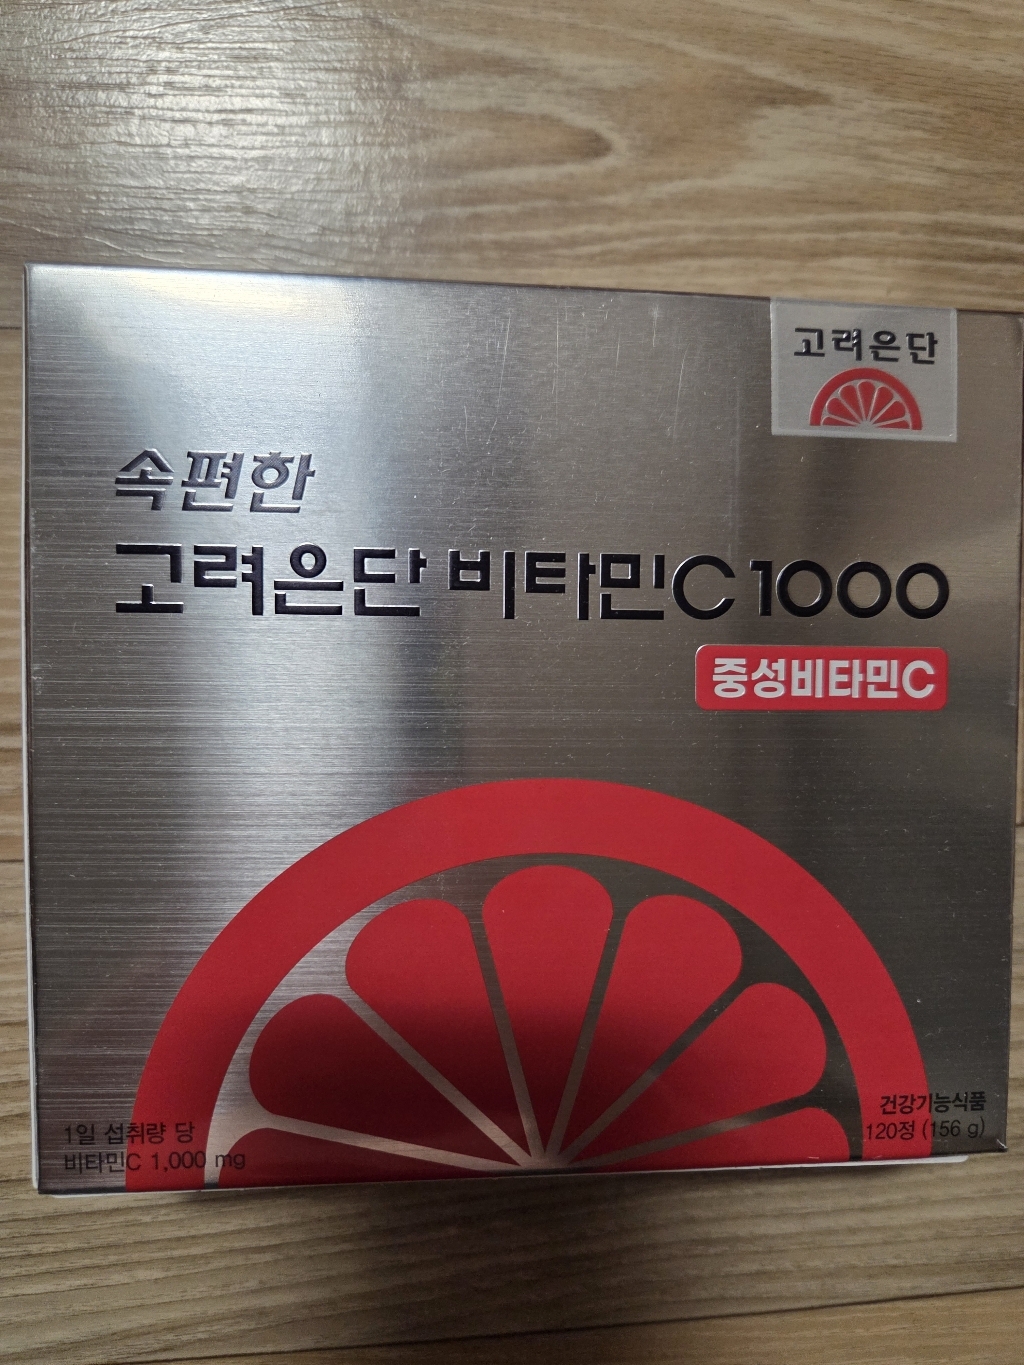 고려은단
속편한
고려은단 비타민C 1000
중성비타민C
1일 섭취량 당
비타민C 1,000 mg
건강기능식품
120정 (156 g)